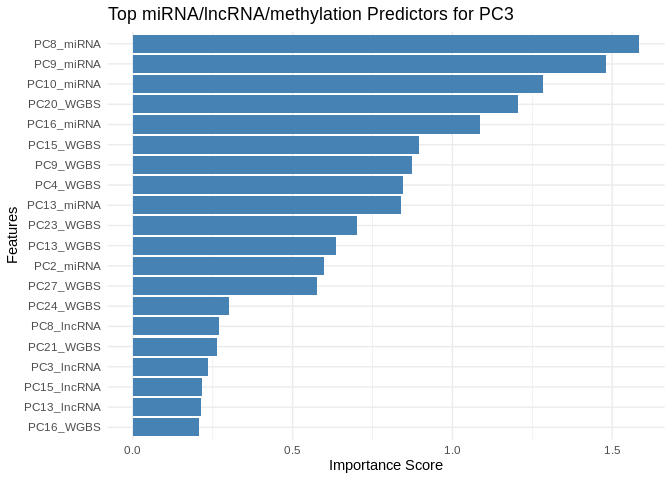 Top miRNA/lncRNA/methylation Predictors for PC3
PC8_miRNA
PC9_miRNA
PC10_miRNA
PC20_WGBS
PC16_miRNA
PC15_WGBS
PC9_WGBS
PC4_WGBS
PC13_miRNA
PC23_WGBS
PC13_WGBS
PC2_miRNA
PC27_WGBS
PC24_WGBS
PC8_lncRNA
PC21_WGBS
PC3_lncRNA
PC15_lncRNA
PC13_lncRNA
PC16_WGBS
Features
0.0 0.5 1.0 1.5
Importance Score